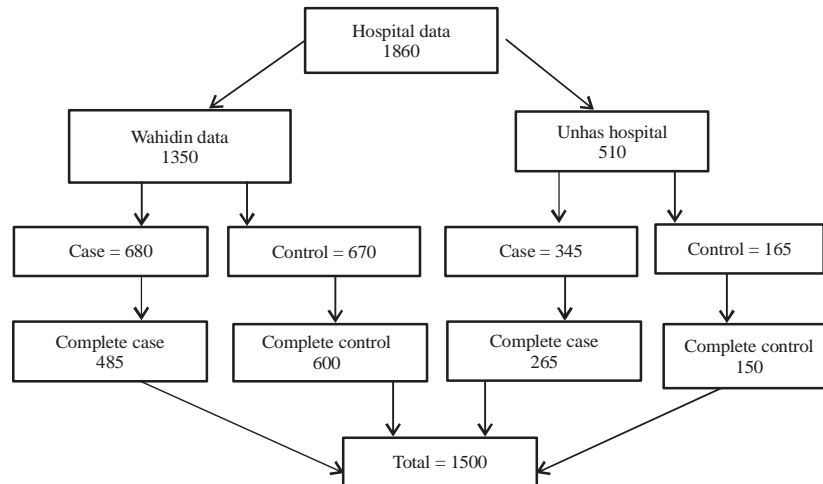 Hospital data
1860
Wahidin data
1350
Unhas hospital
510
Case = 680
Control = 670
Case = 345
Control = 165
Complete case
485
Complete control
600
Complete case
265
Complete control
150
Total = 1500